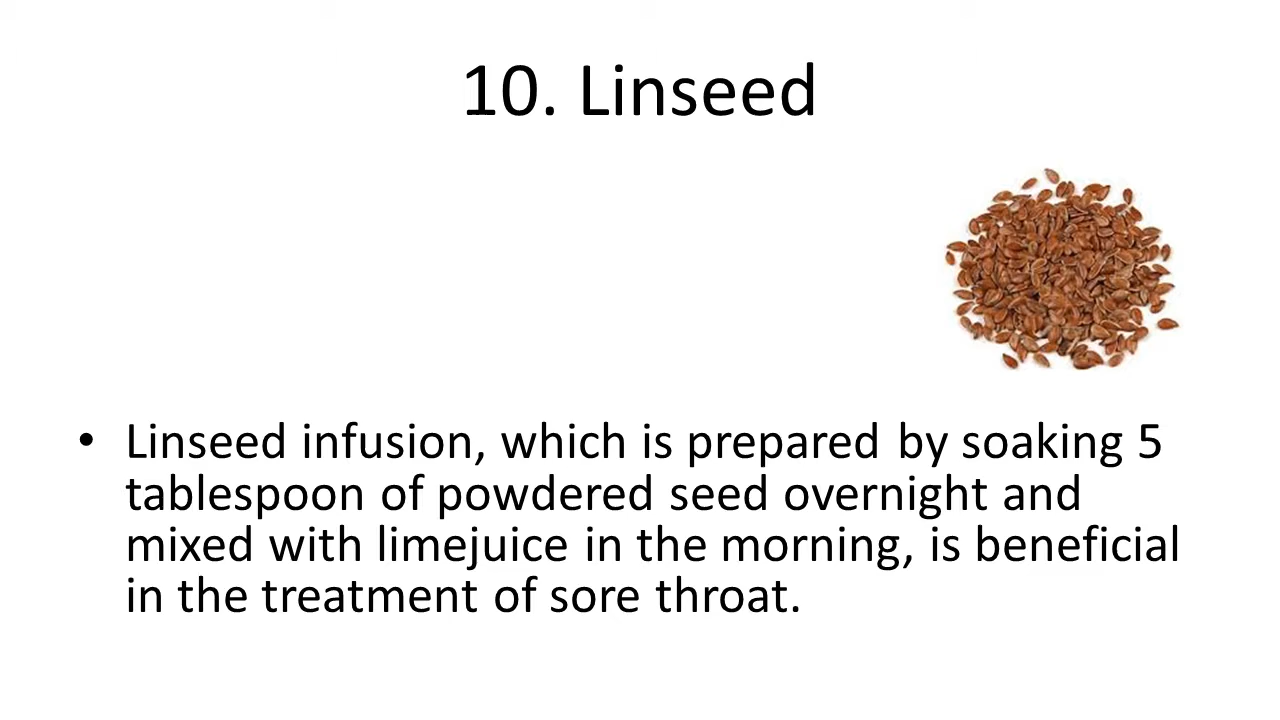 10. Linseed
• Linseed infusion, which is prepared by soaking 5
tablespoon of powdered seed overnight and
mixed with limejuice in the morning, is beneficial
in the treatment of sore throat.